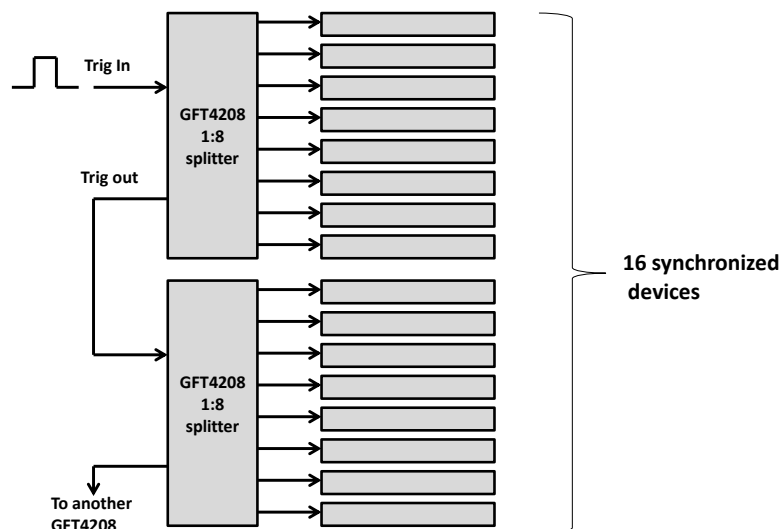 Trig In
GFT4208
1:8
splitter
Trig out
16 synchronized
devices
GFT4208
1:8
splitter
To another
GFT4208